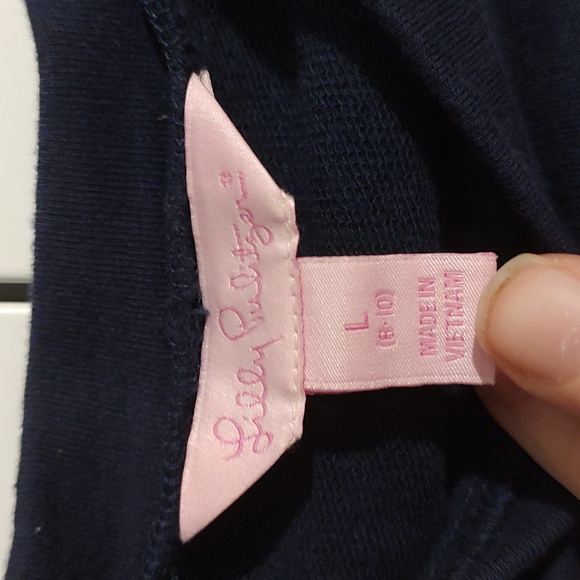 Lilly Pulitzer®
L
(8-10)
MADE IN
VIETNAM